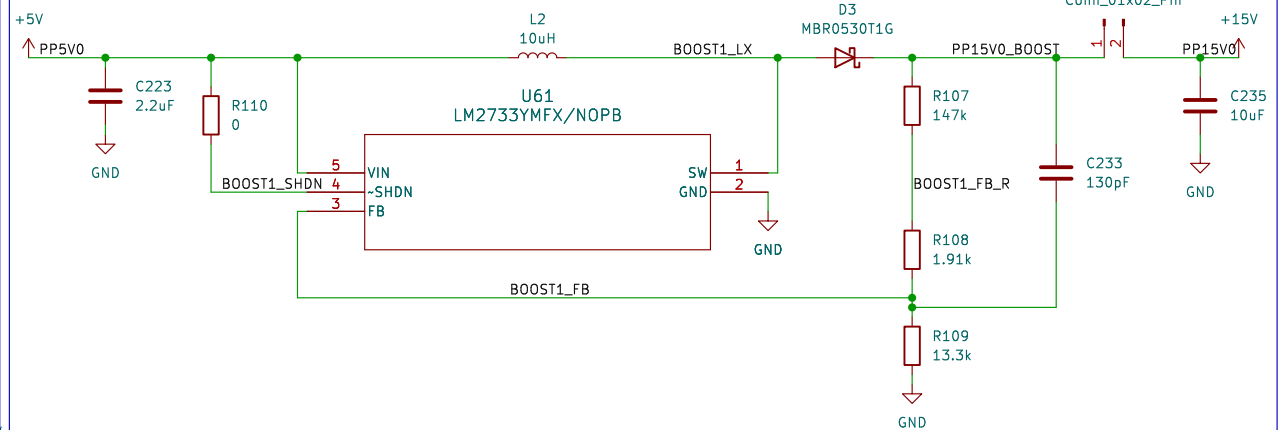 Conn_01x02_Pin
+5V
D3
+15V
L2
MBR0530T1G
10uH
PP5V0
BOOST1_LX
PP15V0_BOOST
1
2
PP15V0
C223
2.2uF
R110
0
U61
LM2733YMFX/NOPB
R107
147k
C235
10uF
GND
5
VIN
SW
1
BOOST1_SHDN
4
~SHDN
GND
2
3
FB
BOOST1_FB_R
C233
130pF
GND
GND
R108
1.91k
BOOST1_FB
R109
13.3k
GND